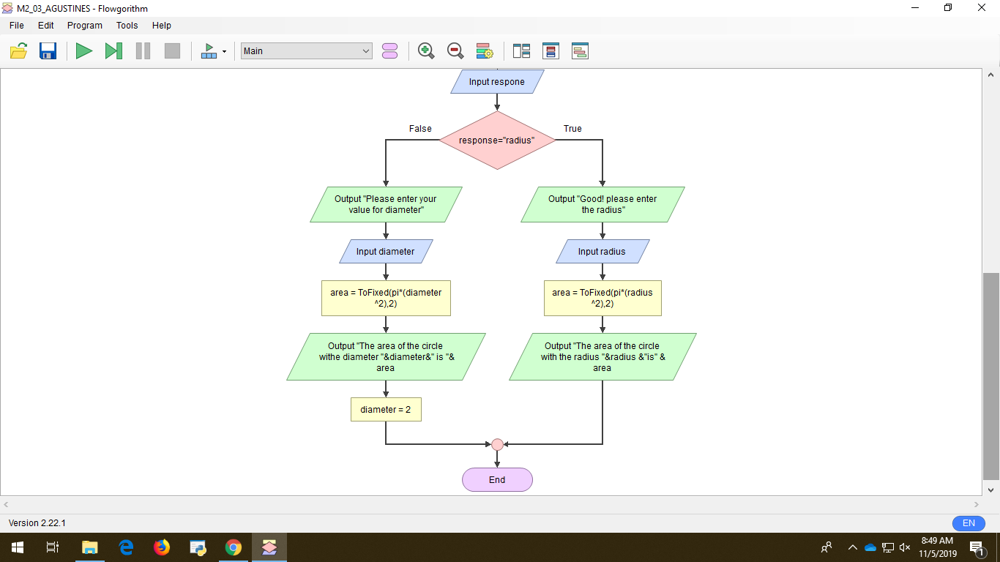 M2_03_AGUSTINES - Flowgorithm
File Edit Program Tools Help
Main
Input respone
False
True
response="radius"
Output "Please enter your
value for diameter"
Output "Good! please enter
the radius"
Input diameter
Input radius
area = ToFixed(pi*(diameter
^2),2)
area = ToFixed(pi*(radius
^2),2)
Output "The area of the circle
withe diameter "&diameter&" is "&
area
Output "The area of the circle
with the radius "&radius &"is" &
area
diameter = 2
End
Version 2.22.1
EN
8:49 AM
11/5/2019
1